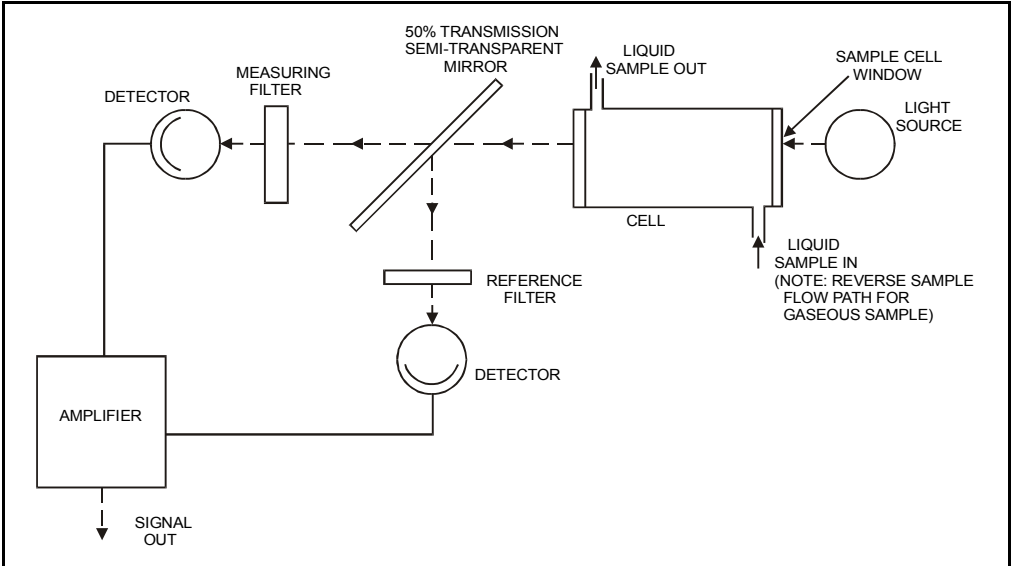 50% TRANSMISSION
SEMI-TRANSPARENT
MIRROR
LIQUID
SAMPLE OUT
SAMPLE CELL
WINDOW
MEASURING
FILTER
DETECTOR
LIGHT
SOURCE
CELL
LIQUID
SAMPLE IN
(NOTE: REVERSE SAMPLE
FLOW PATH FOR
GASEOUS SAMPLE)
REFERENCE
FILTER
DETECTOR
AMPLIFIER
SIGNAL
OUT